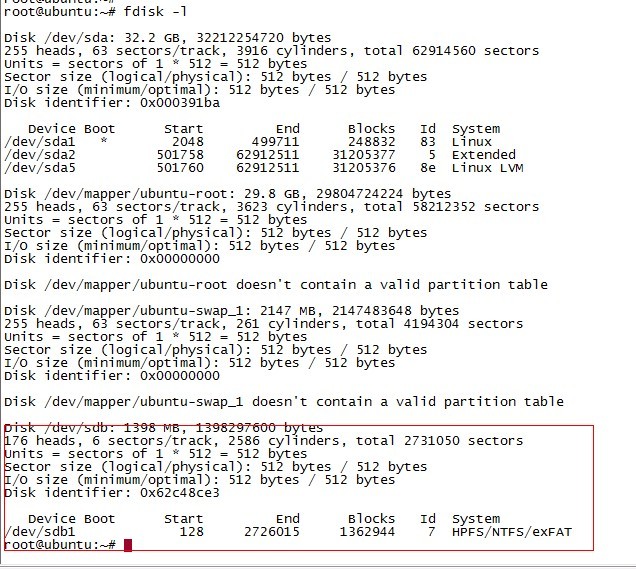 root@ubuntu:~#
root@ubuntu:~# fdisk -l
Disk /dev/sda: 32.2 GB, 32212254720 bytes
255 heads, 63 sectors/track, 3916 cylinders, total 62914560 sectors
Units = sectors of 1 * 512 = 512 bytes
Sector size (logical/physical): 512 bytes / 512 bytes
I/O size (minimum/optimal): 512 bytes / 512 bytes
Disk identifier: 0x000391ba
Device Boot Start End Blocks Id System
/dev/sda1 * 2048 499711 248832 83 Linux
/dev/sda2 501758 62912511 31205377 5 Extended
/dev/sda5 501760 62912511 31205376 8e Linux LVM
Disk /dev/mapper/ubuntu-root: 29.8 GB, 29804724224 bytes
255 heads, 63 sectors/track, 3623 cylinders, total 58212352 sectors
Units = sectors of 1 * 512 = 512 bytes
Sector size (logical/physical): 512 bytes / 512 bytes
I/O size (minimum/optimal): 512 bytes / 512 bytes
Disk identifier: 0x00000000
Disk /dev/mapper/ubuntu-root doesn't contain a valid partition table
Disk /dev/mapper/ubuntu-swap_1: 2147 MB, 2147483648 bytes
255 heads, 63 sectors/track, 261 cylinders, total 4194304 sectors
Units = sectors of 1 * 512 = 512 bytes
Sector size (logical/physical): 512 bytes / 512 bytes
I/O size (minimum/optimal): 512 bytes / 512 bytes
Disk identifier: 0x00000000
Disk /dev/mapper/ubuntu-swap_1 doesn't contain a valid partition table
Disk /dev/sdb: 1398 MB, 1398297600 bytes
176 heads, 6 sectors/track, 2586 cylinders, total 2731050 sectors
Units = sectors of 1 * 512 = 512 bytes
Sector size (logical/physical): 512 bytes / 512 bytes
I/O size (minimum/optimal): 512 bytes / 512 bytes
Disk identifier: 0x62c48ce3
Device Boot Start End Blocks Id System
/dev/sdb1 128 2726015 1362944 7 HPFS/NTFS/exFAT
root@ubuntu:~#